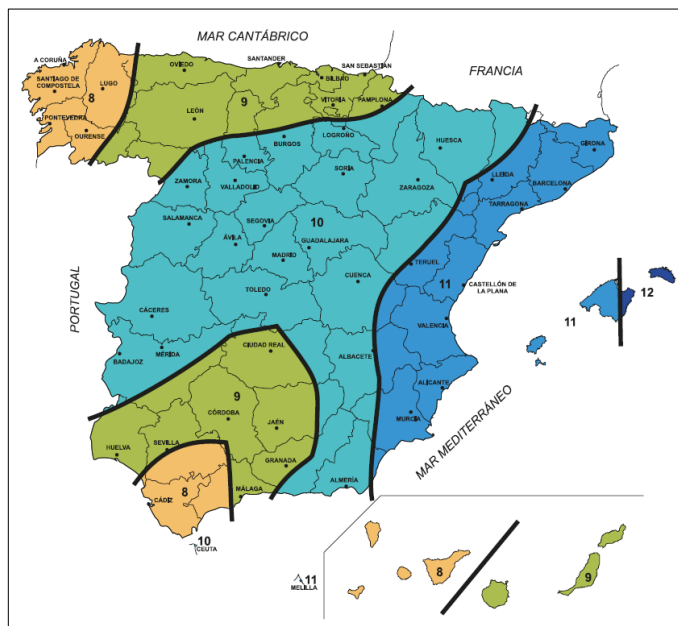 MAR CANTÁBRICO
A CORUÑA
OVIEDO
SANTANDER
SAN SEBASTIÁN
BILBAO
FRANCIA
SANTIAGO DE
COMPOSTELA
LUGO
8
9
VITORIA
PAMPLONA
LEÓN
PONTEVEDRA
OURENSE
BURGOS
LOGROÑO
HUESCA
GIRONA
PALENCIA
ZAMORA
VALLADOLID
SORÍA
ZARAGOZA
LLEIDA
BARCELONA
TARRAGONA
SALAMANCA
SEGOVIA
10
ÁVILA
GUADALAJARA
MADRID
TERUEL
11
CASTELLÓN DE
LA PLANA
12
11
PORTUGAL
TOLEDO
CUENCA
CÁCERES
VALENCIA
BADAJOZ
MÉRIDA
CIUDAD REAL
ALBACETE
9
CÓRDOBA
JAÉN
ALICANTE
MURCIA
MAR MEDITERRÁNEO
HUELVA
SEVILLA
GRANADA
8
CÁDIZ
MÁLAGA
ALMERÍA
10
CEUTA
11
MELILLA
8
9